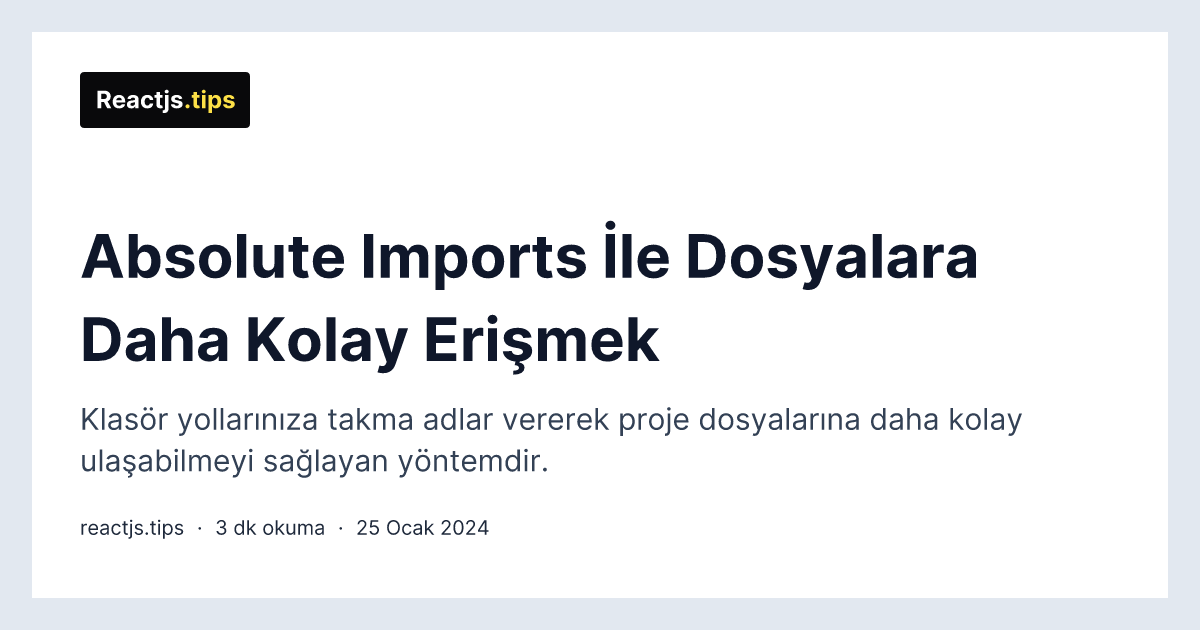 Reactjs.tips
Absolute Imports İle Dosyalara
Daha Kolay Erişmek
Klasör yollarınıza takma adlar vererek proje dosyalarına daha kolay
ulaşabilmeyi sağlayan yöntemdir.
reactjs.tips · 3 dk okuma · 25 Ocak 2024